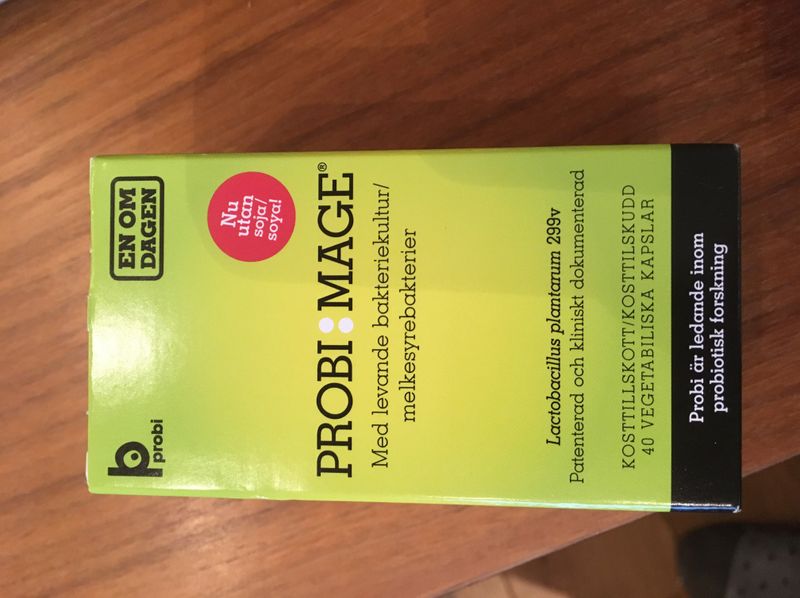 probi
EN OM
DAGEN
Nu
utan
soja/
soya!
PROBI:MAGE®
Med levande bakteriekultur/
melkesyrebakterier
Lactobacillus plantarum 299v
Patenterad och kliniskt dokumenterad
KOSTTILLSKOTT/KOSTTILSKUDD
40 VEGETABILISKA KAPSLAR
Probi är ledande inom
probiotisk forskning